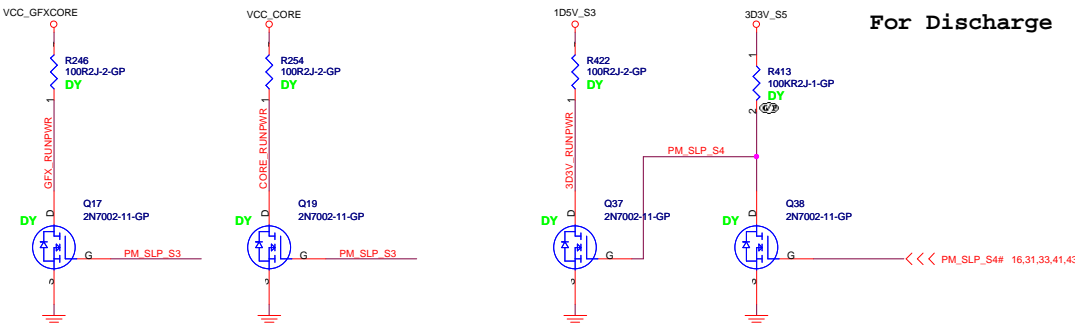 For Discharge
VCC_GFXCORE
R246
100R2J-2-GP
DY
1
GFX_RUNPWR
Q17
2N7002-11-GP
DY
D
G
S
PM_SLP_S3
VCC_CORE
R254
100R2J-2-GP
DY
1
CORE_RUNPWR
Q19
2N7002-11-GP
DY
D
G
S
PM_SLP_S3
1D5V_S3
R422
100R2J-2-GP
DY
1
3D3V_RUNPWR
PM_SLP_S4
Q37
2N7002-11-GP
DY
D
G
S
3D3V_S5
1
R413
100KR2J-1-GP
DY
2
Q38
2N7002-11-GP
DY
D
G
S
PM_SLP_S4# 16,31,33,41,43